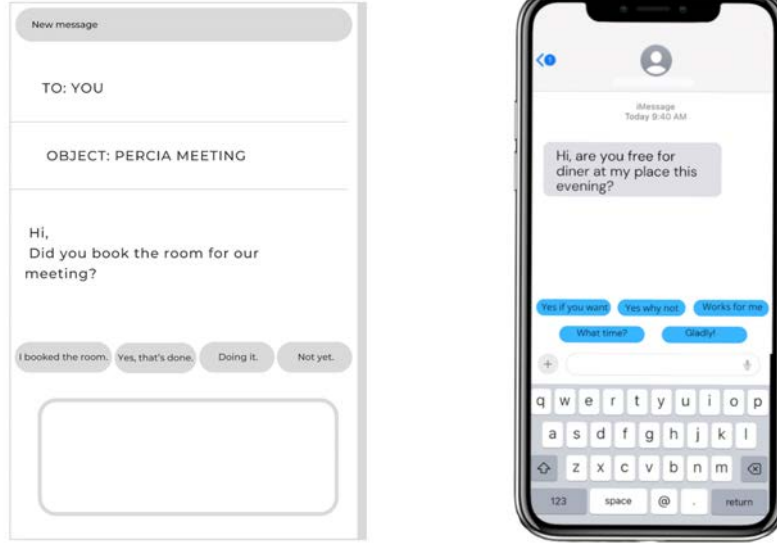 New message
TO: YOU
OBJECT: PERCIA MEETING
Hi,
Did you book the room for our
meeting?
I booked the room. Yes, that's done. Doing it. Not yet.
iMessage
Today 9:40 AM
Hi, are you free for
diner at my place this
evening?
Yes if you want Yes why not Works for me
What time? Gladly!
q w e r t y u i o p
a s d f g h j k l
z x c v b n m
123 space @ . return